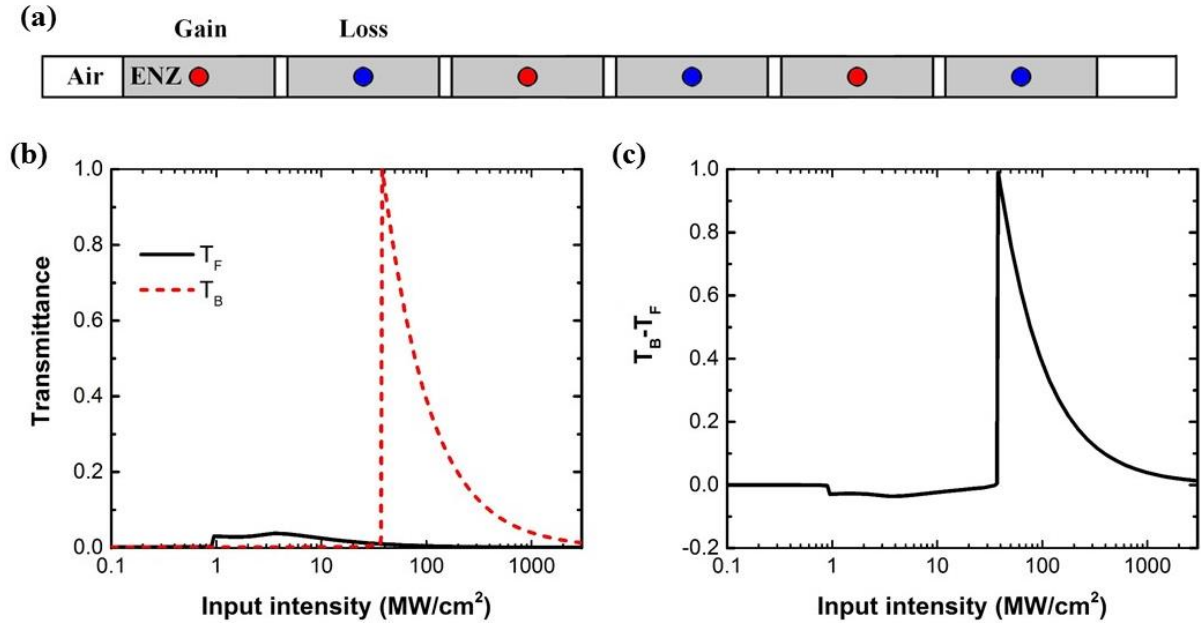 (a)
Gain Loss
Air ENZ
(b)
1.0
0.8
0.6
0.4
0.2
0.0
Transmittance
T_F
T_B
0.1 1 10 100 1000
Input intensity (MW/cm²)
(c)
1.0
0.8
0.6
0.4
0.2
0.0
-0.2
T_B-T_F
0.1 1 10 100 1000
Input intensity (MW/cm²)